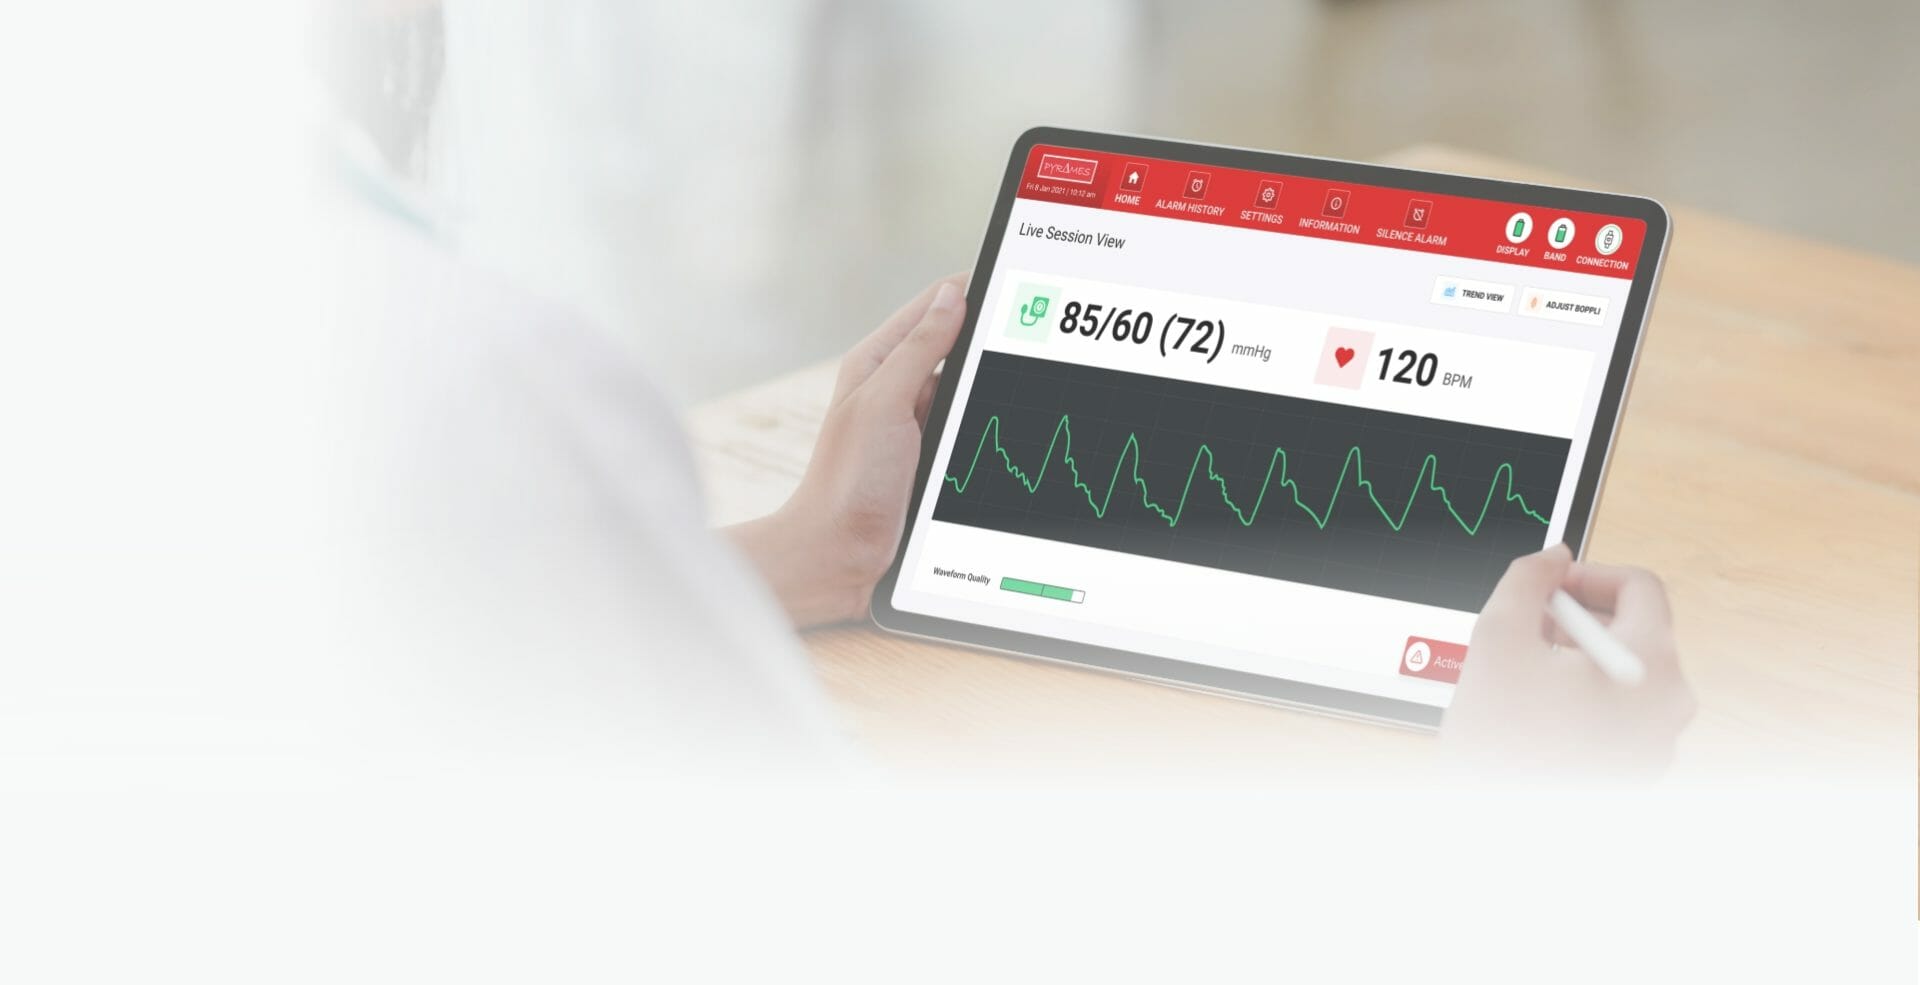 PYRAMES
Fri 8 Jan 2021 | 10:12 am
HOME
ALARM HISTORY
SETTINGS
INFORMATION
SILENCE ALARM
DISPLAY
BAND
CONNECTION
Live Session View
TREND VIEW
ADJUST BOPPLI
85/60 (72) mmHg
120 BPM
Waveform Quality
Active